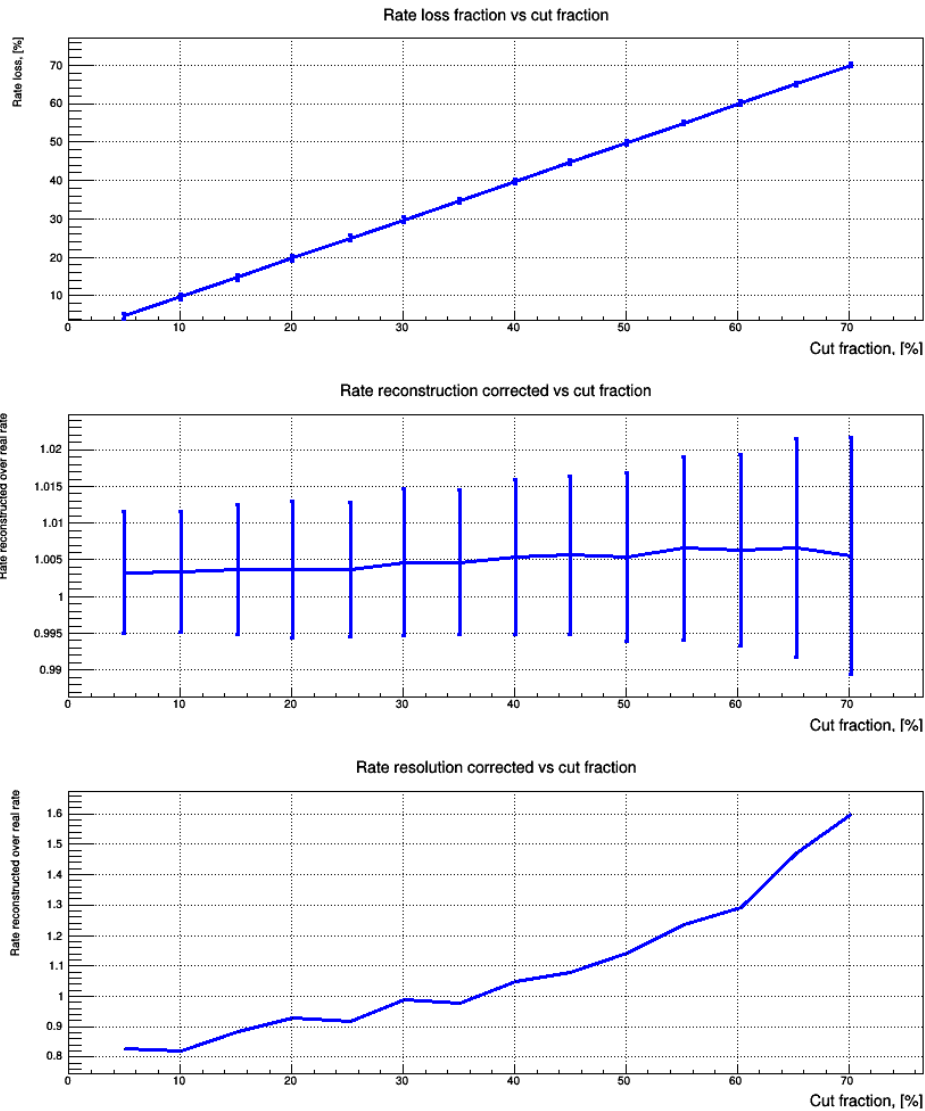 Rate loss fraction vs cut fraction
Rate loss, [%]
70
60
50
40
30
20
10
0 10 20 30 40 50 60 70
Cut fraction, [%]
Rate reconstruction corrected vs cut fraction
Rate reconstructed over real rate
1.02
1.015
1.01
1.005
1
0.995
0.99
0 10 20 30 40 50 60 70
Cut fraction, [%]
Rate resolution corrected vs cut fraction
Rate reconstructed over real rate
1.6
1.5
1.4
1.3
1.2
1.1
1
0.9
0.8
0 10 20 30 40 50 60 70
Cut fraction, [%]